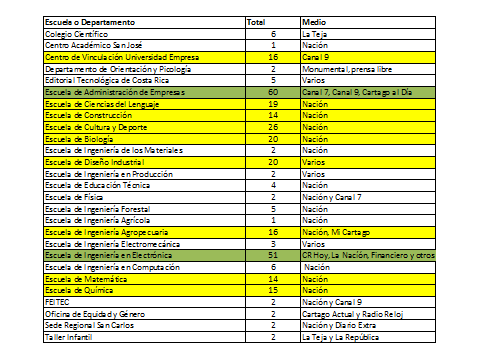 Escuela o Departamento Total Medio
Colegio Científico 6 La Teja
Centro Académico San José 1 Nación
Centro de Vinculación Universidad Empresa 16 Canal 9
Departamento de Orientación y Picología 2 Monumental, prensa libre
Editorial Tecnológica de Costa Rica 5 Varios
Escuela de Administración de Empresas 60 Canal 7, Canal 9, Cartago al Día
Escuela de Ciencias del Lenguaje 19 Nación
Escuela de Construcción 14 Nación
Escuela de Cultura y Deporte 26 Nación
Escuela de Biología 20 Nación
Escuela de Ingeniería de los Materiales 2 Nación
Escuela de Diseño Industrial 20 Varios
Escuela de Ingeniería en Producción 2 Varios
Escuela de Educación Técnica 4 Nación
Escuela de Física 2 Nación y Canal 7
Escuela de Ingeniería Forestal 5 Nación
Escuela de Ingeniería Agrícola 1 Nación
Escuela de Ingeniería Agropecuaria 16 Nación, Mi Cartago
Escuela de Ingeniería Electromecánica 3 Varios
Escuela de Ingeniería en Electrónica 51 CR Hoy, La Nación, Financiero y otros
Escuela de Ingeniería en Computación 6 Nación
Escuela de Matemática 14 Nación
Escuela de Quimica 15 Nación
FEITEC 2 Nación y Canal 9
Oficina de Equidad y Género 2 Cartago Actual y Radio Reloj
Sede Regional San Carlos 2 Nación y Diario Extra
Taller Infantil 2 La Teja y La República